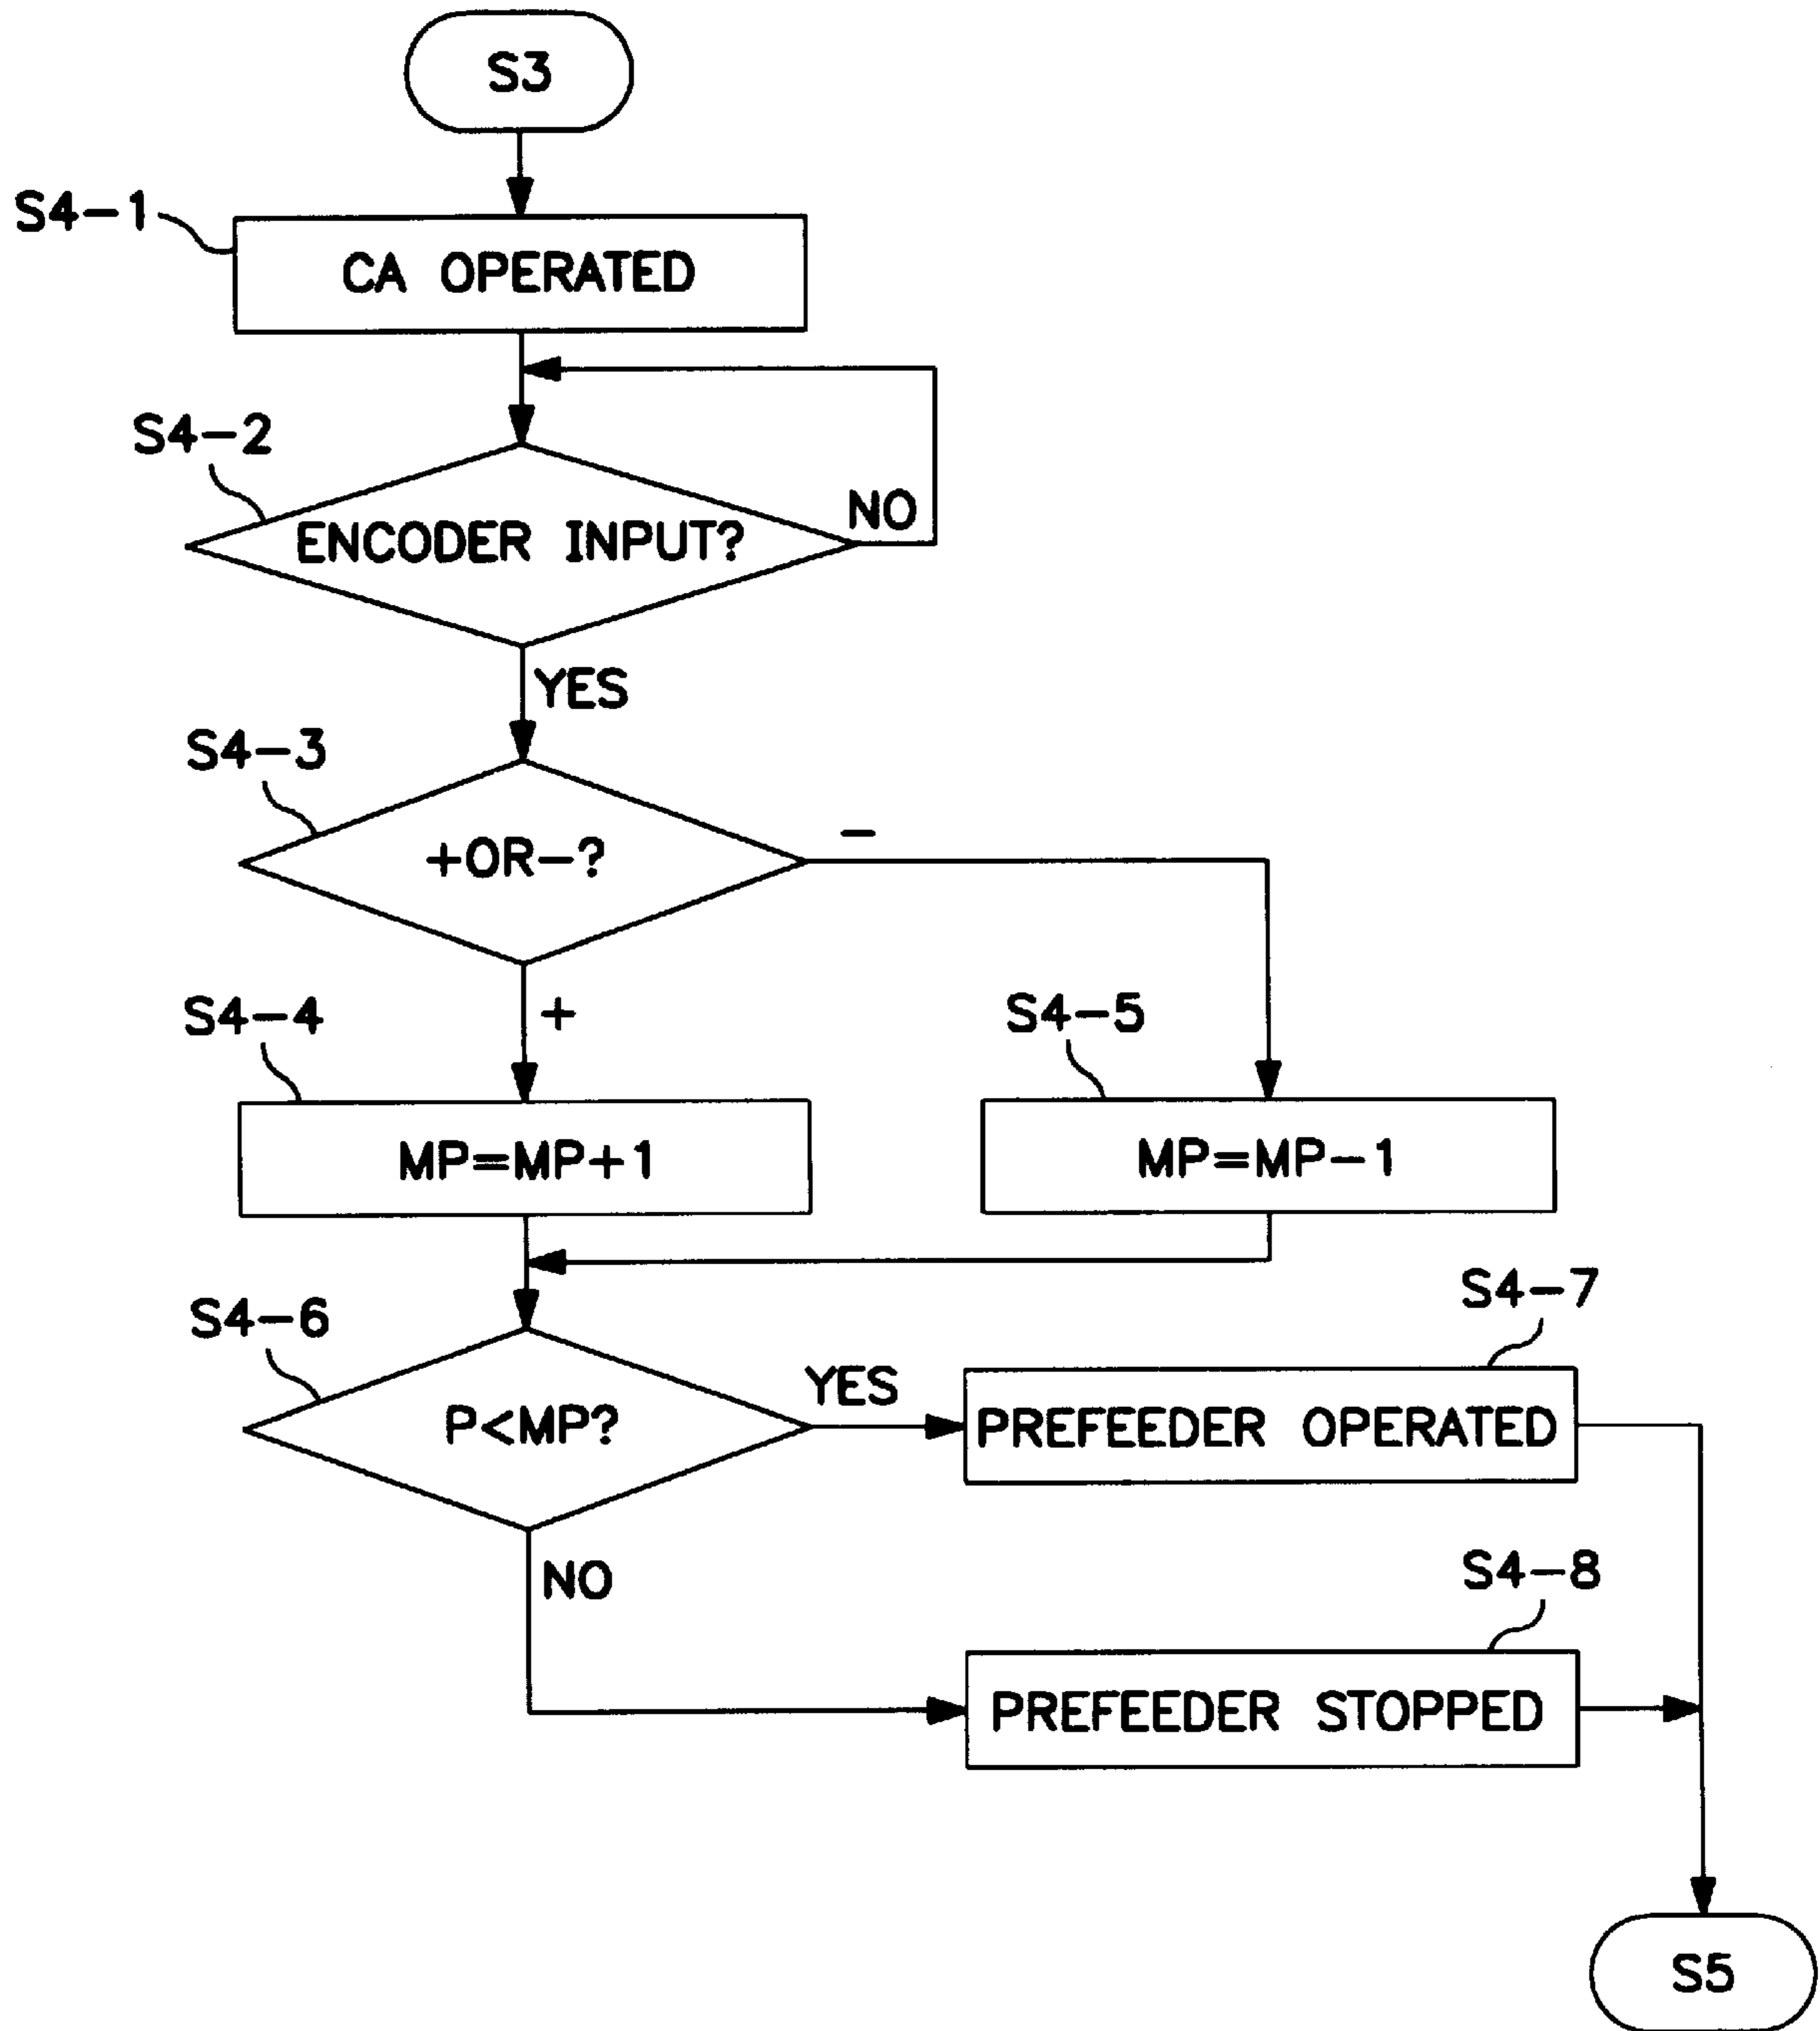 S3
S4-1
CA OPERATED
S4-2
ENCODER INPUT?
NO
YES
S4-3
+OR-?
-
+
S4-4
S4-5
MP=MP+1
MP=MP-1
S4-6
P<MP?
YES
S4-7
PREFEEDER OPERATED
NO
S4-8
PREFEEDER STOPPED
S5